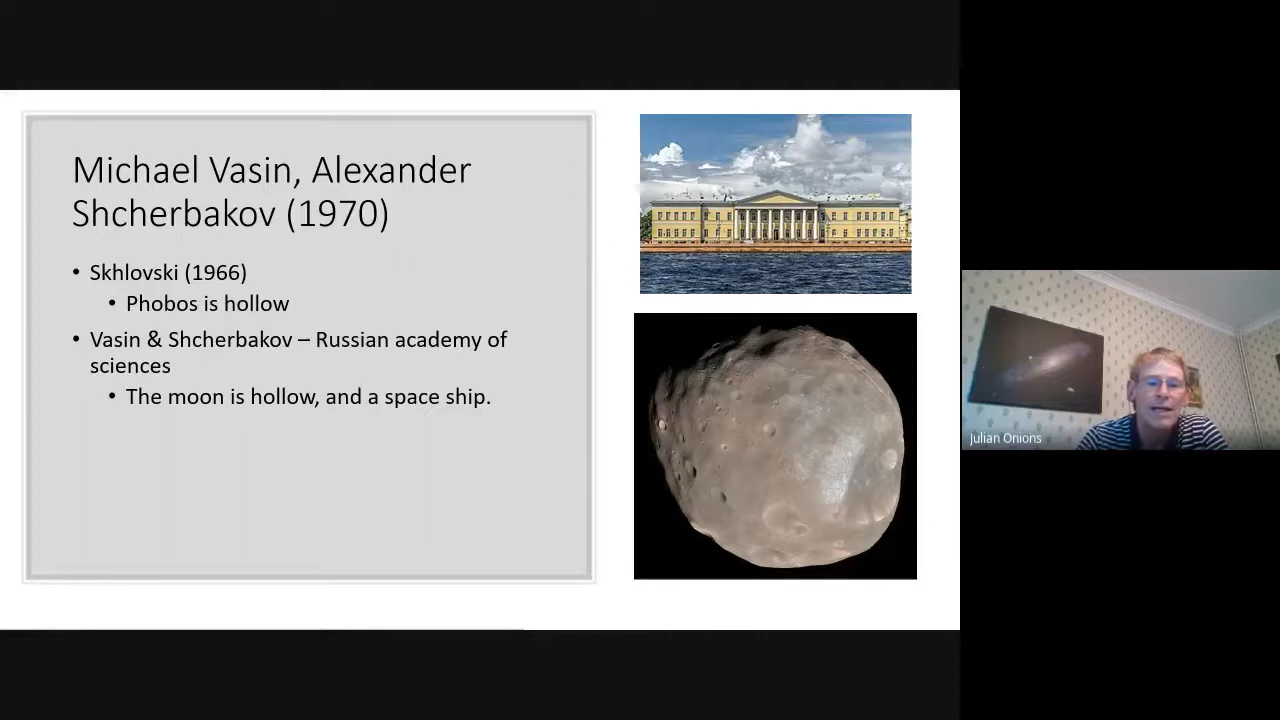 Michael Vasin, Alexander
Shcherbakov (1970)
• Skhlovski (1966)
• Phobos is hollow
• Vasin & Shcherbakov – Russian academy of
sciences
• The moon is hollow, and a space ship.
Julian Onions